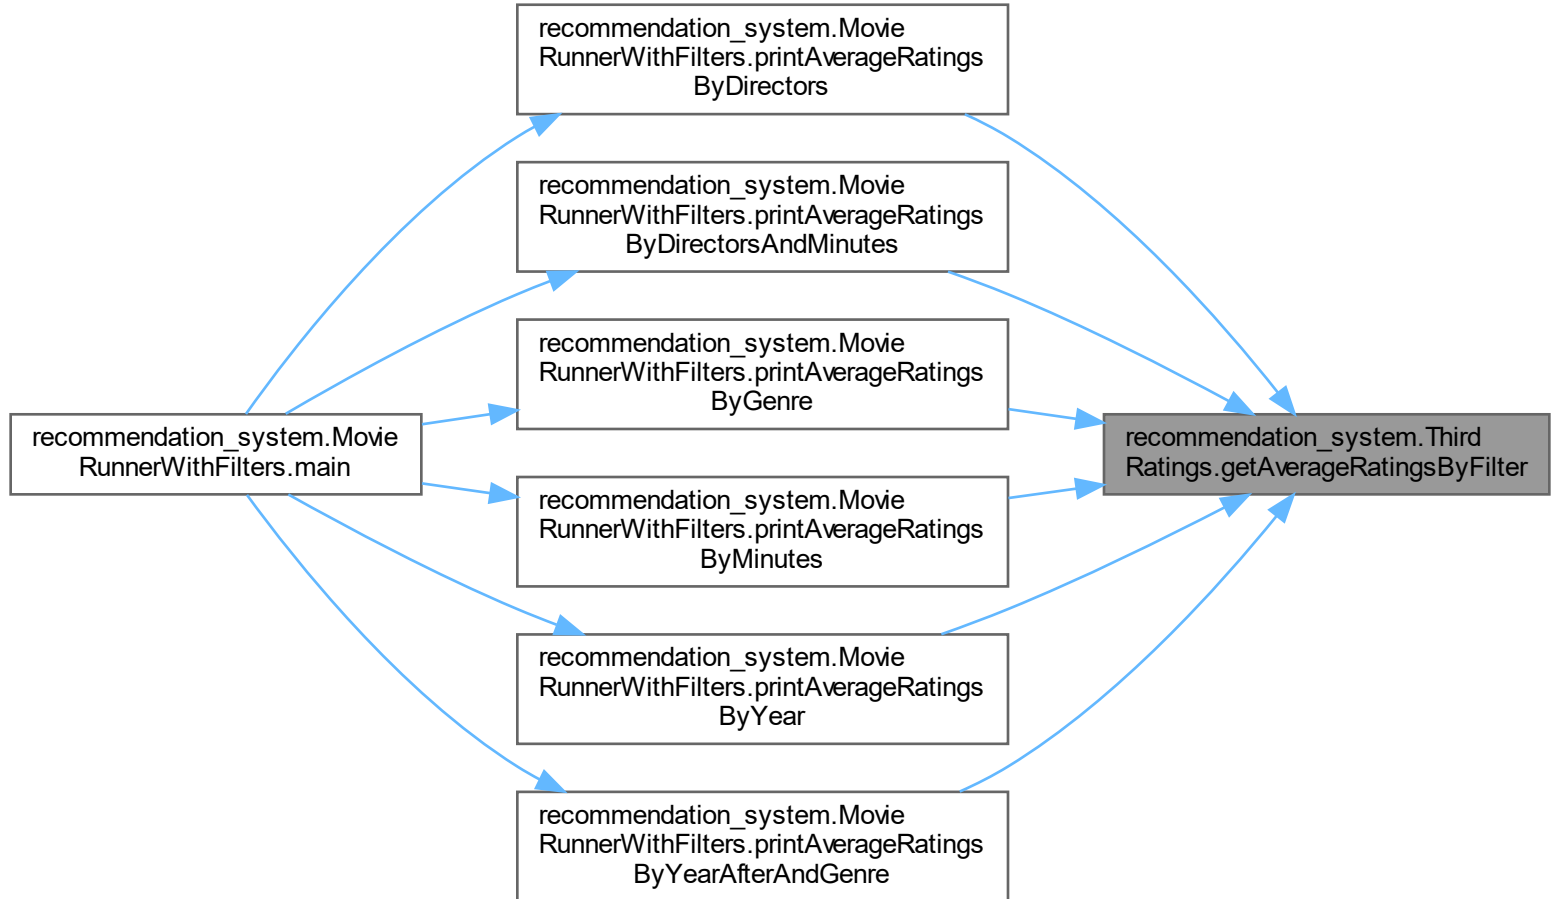 recommendation_system.Movie
RunnerWithFilters.printAverageRatings
ByDirectors
recommendation_system.Movie
RunnerWithFilters.printAverageRatings
ByDirectorsAndMinutes
recommendation_system.Movie
RunnerWithFilters.printAverageRatings
ByGenre
recommendation_system.Movie
RunnerWithFilters.main
recommendation_system.Third
Ratings.getAverageRatingsByFilter
recommendation_system.Movie
RunnerWithFilters.printAverageRatings
ByMinutes
recommendation_system.Movie
RunnerWithFilters.printAverageRatings
ByYear
recommendation_system.Movie
RunnerWithFilters.printAverageRatings
ByYearAfterAndGenre